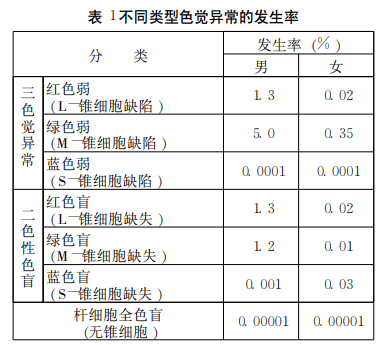 表 1不同类型色觉异常的发生率
分 类
发生率(%)
男 女
三色觉异常
红色弱
(L—锥细胞缺陷)
1.3 0.02
绿色弱
(M—锥细胞缺陷)
5.0 0.35
蓝色弱
(S—锥细胞缺陷)
0.0001 0.0001
二色性色盲
红色盲
(L—锥细胞缺失)
1.3 0.02
绿色盲
(M—锥细胞缺失)
1.2 0.01
蓝色盲
(S—锥细胞缺失)
0.001 0.03
杆细胞全色盲
(无锥细胞)
0.00001 0.00001